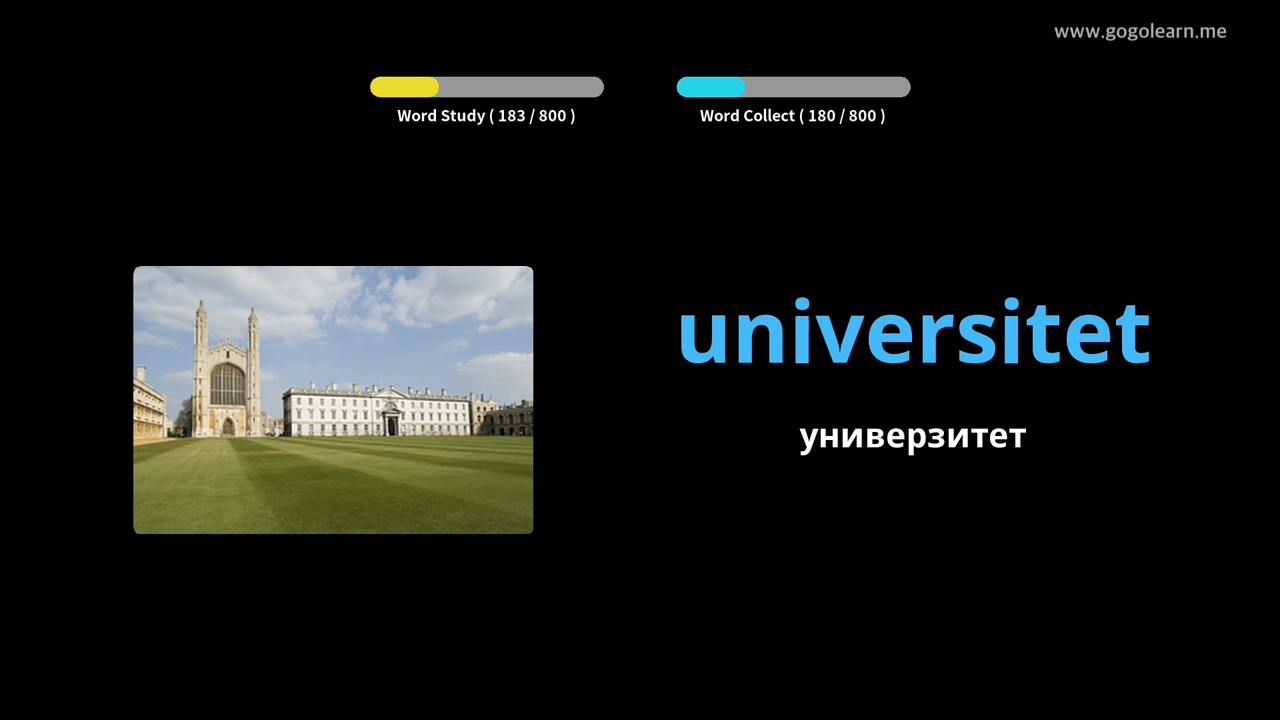 www.gogolearn.me
Word Study ( 183 / 800 )
Word Collect ( 180 / 800 )
universitet
универзитет